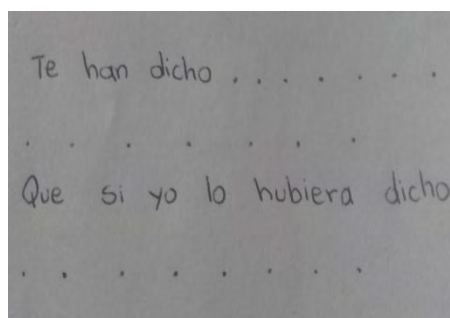 Te han dicho . . . . . . .
. . . . . . .
Que si yo lo hubiera dicho
. . . . . . . .